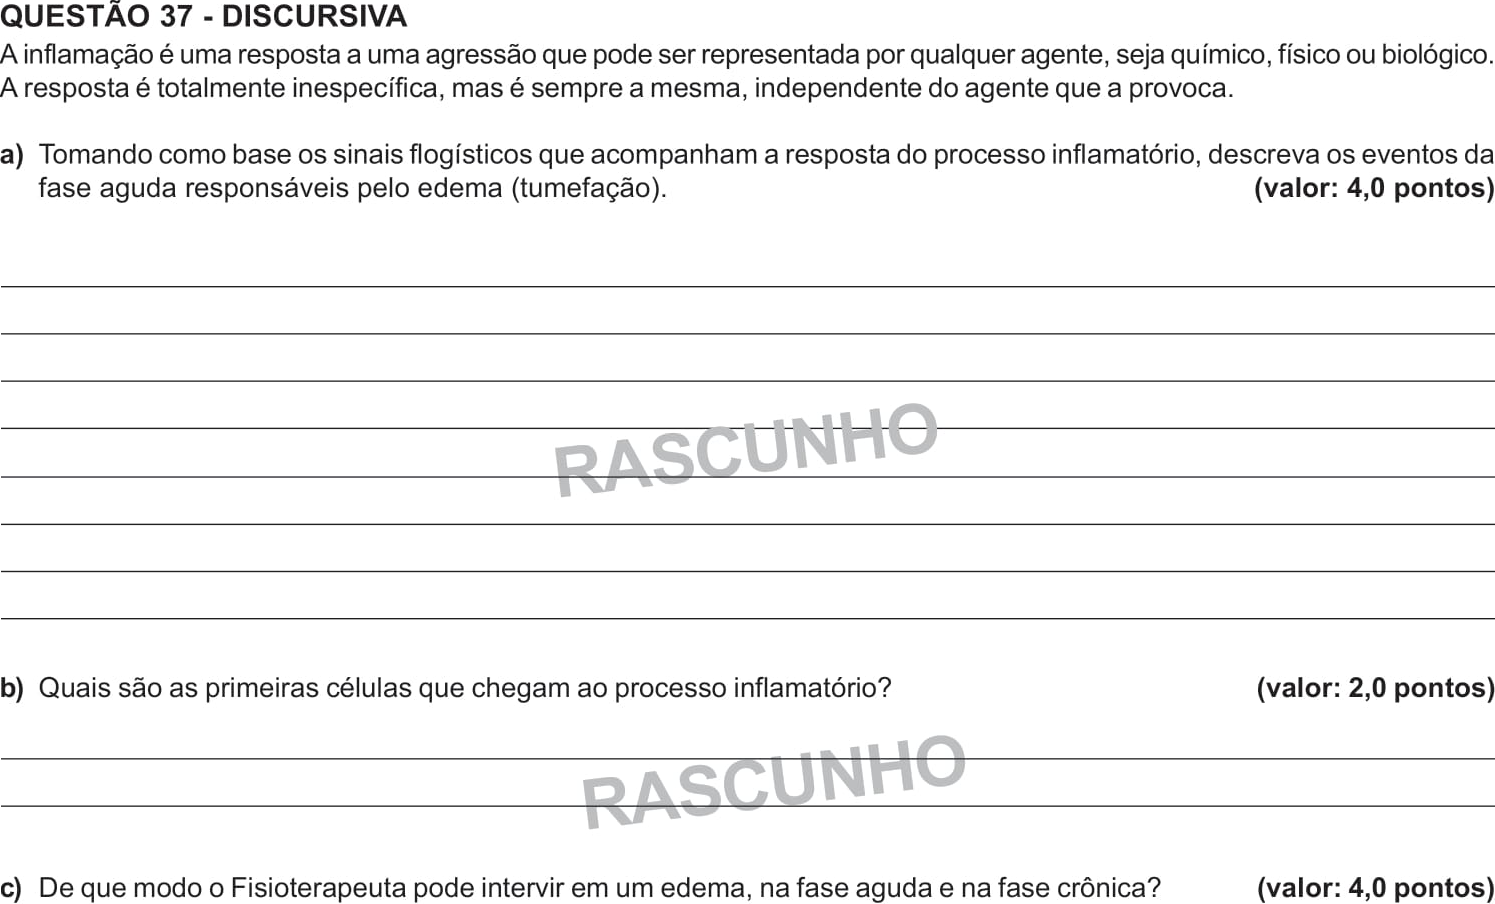 QUESTÃO 37 - DISCURSIVA
A inflamação é uma resposta a uma agressão que pode ser representada por qualquer agente, seja químico, físico ou biológico.
A resposta é totalmente inespecífica, mas é sempre a mesma, independente do agente que a provoca.
a) Tomando como base os sinais flogísticos que acompanham a resposta do processo inflamatório, descreva os eventos da
fase aguda responsáveis pelo edema (tumefação). (valor: 4,0 pontos)
RASCUNHO
b) Quais são as primeiras células que chegam ao processo inflamatório? (valor: 2,0 pontos)
RASCUNHO
c) De que modo o Fisioterapeuta pode intervir em um edema, na fase aguda e na fase crônica? (valor: 4,0 pontos)